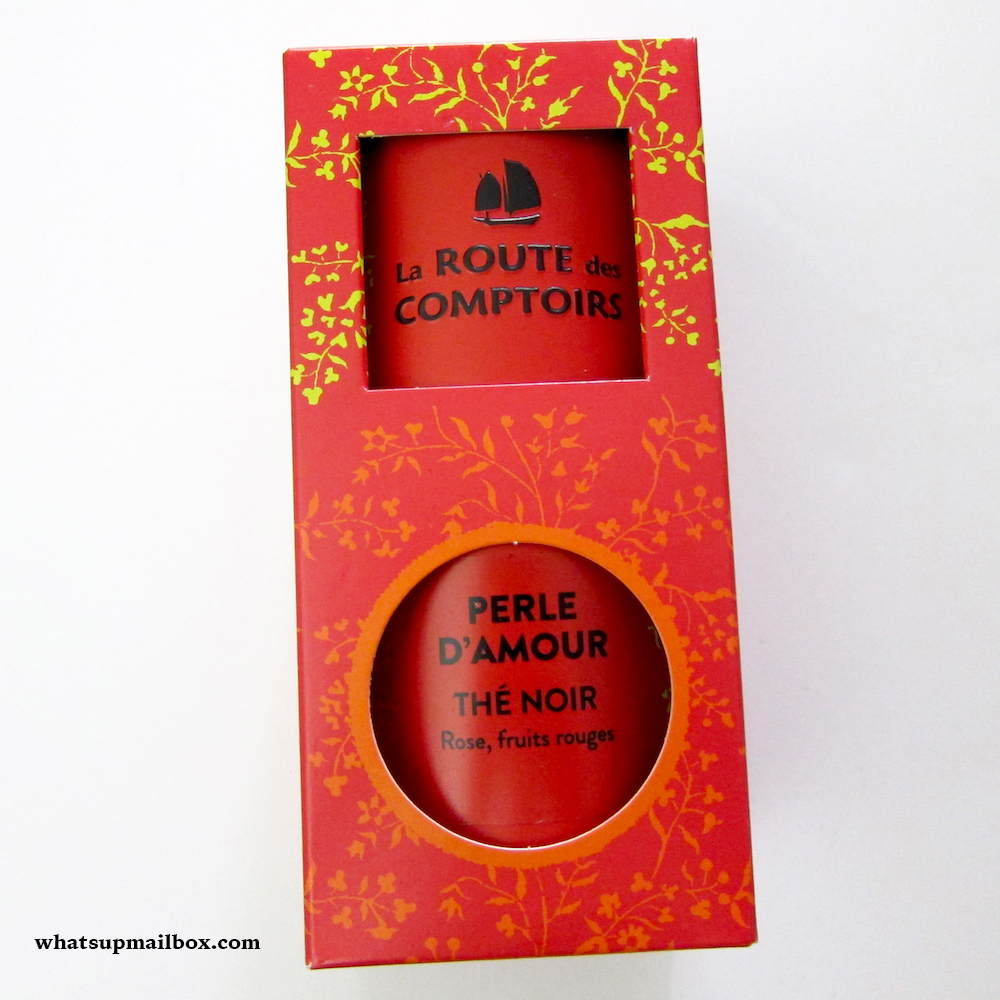 La ROUTE des
COMPTOIRS
PERLE
D'AMOUR
THÉ NOIR
Rose, fruits rouges
whatsupmailbox.com